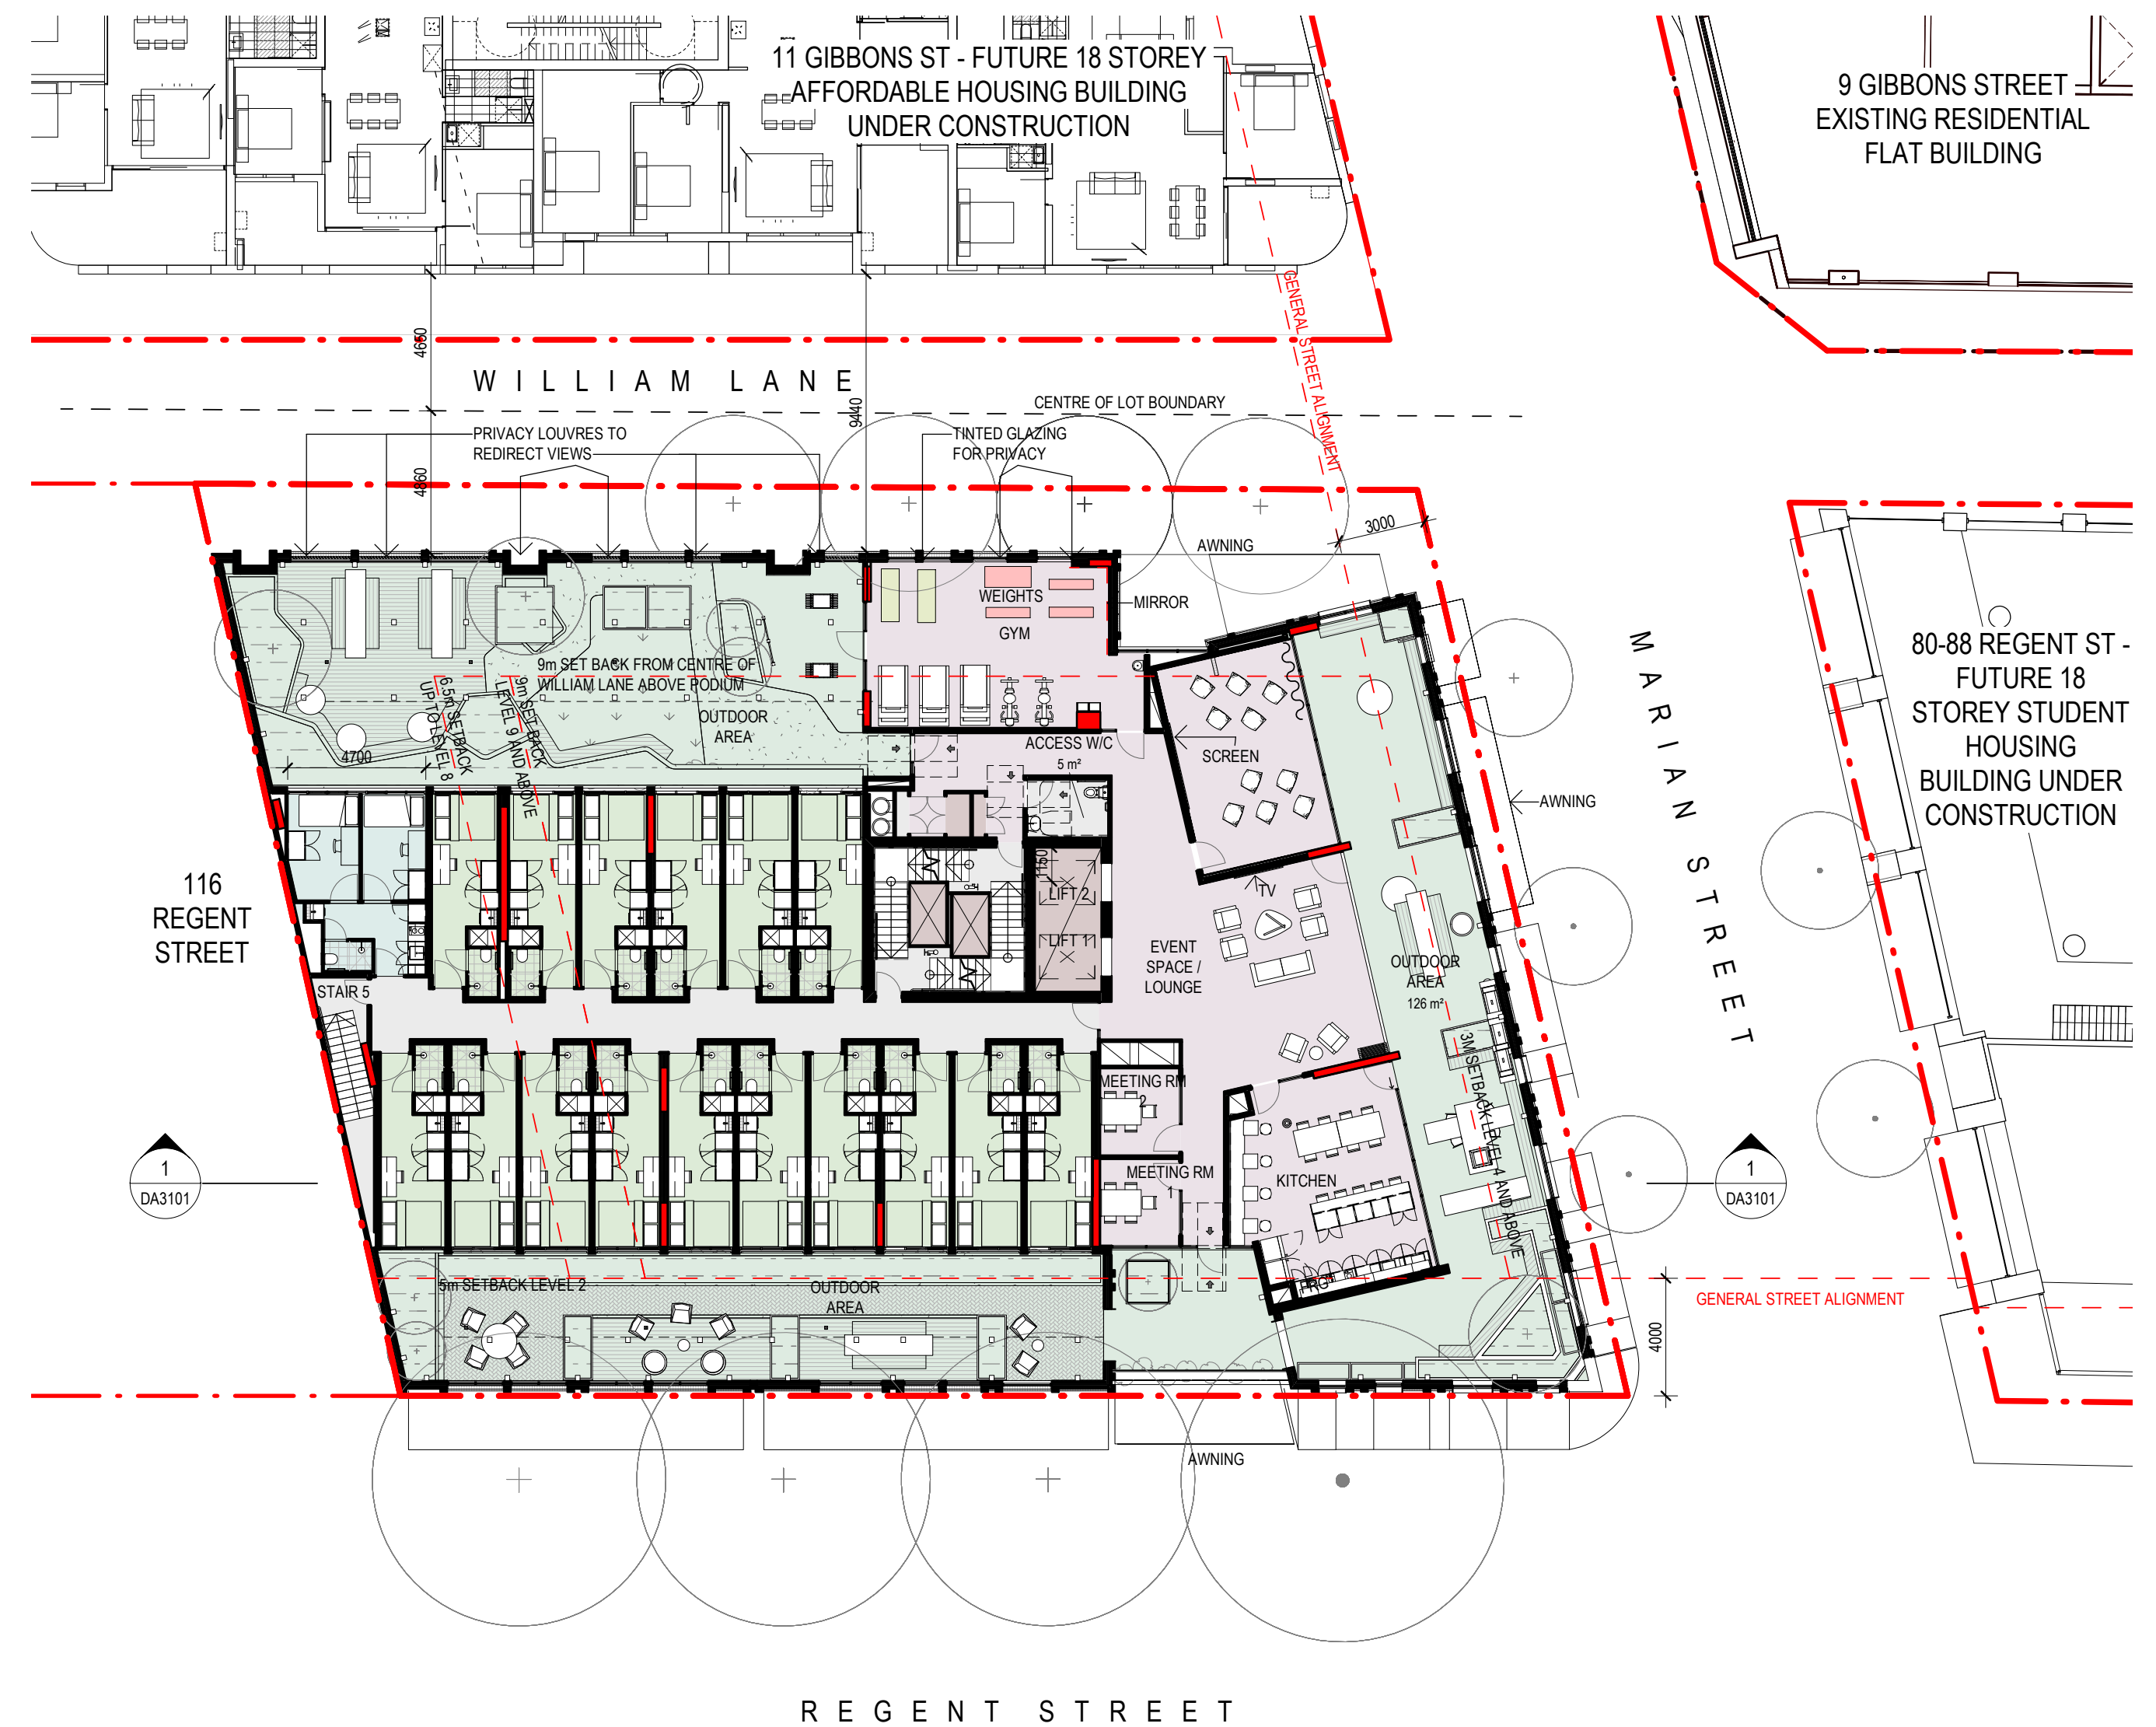 11 GIBBONS ST - FUTURE 18 STOREY
AFFORDABLE HOUSING BUILDING
UNDER CONSTRUCTION
9 GIBBONS STREET
EXISTING RESIDENTIAL
FLAT BUILDING
GENERAL STREET ALIGNMENT
4650
WILLIAM LANE
9440
CENTRE OF LOT BOUNDARY
PRIVACY LOUVRES TO
REDIRECT VIEWS
TINTED GLAZING
FOR PRIVACY
4860
3000
AWNING
WEIGHTS
MIRROR
GYM
MARIAN STREET
80-88 REGENT ST -
FUTURE 18
STOREY STUDENT
HOUSING
BUILDING UNDER
CONSTRUCTION
9m SET BACK FROM CENTRE OF
WILLIAM LANE ABOVE PODIUM
6.5m SETBACK
UP TO LEVEL 8
9m SET BACK
LEVEL 9 AND ABOVE
OUTDOOR
AREA
4700
ACCESS W/C
5 m²
SCREEN
AWNING
116
REGENT
STREET
1150
LIFT 2
LIFT 1
TV
EVENT
SPACE /
LOUNGE
OUTDOOR
AREA
126 m²
STAIR 5
3M SETBACK LEVEL 4 AND ABOVE
MEETING RM
2
MEETING RM
1
KITCHEN
1
DA3101
1
DA3101
5m SETBACK LEVEL 2
OUTDOOR
AREA
FRG
GENERAL STREET ALIGNMENT
4000
AWNING
REGENT STREET